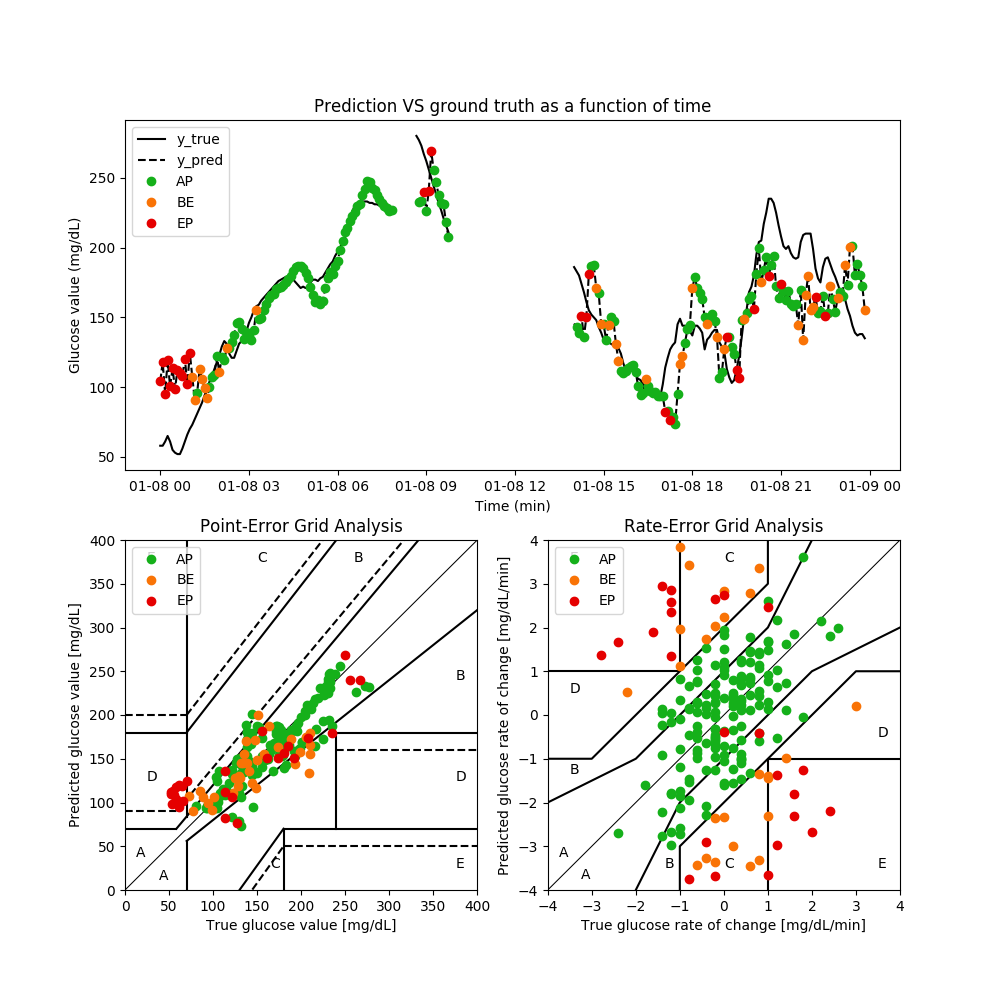 Prediction VS ground truth as a function of time
Glucose value (mg/dL)
250
200
150
100
50
y_true
y_pred
AP
BE
EP
01-08 00 01-08 03 01-08 06 01-08 09 01-08 12 01-08 15 01-08 18 01-08 21 01-09 00
Time (min)
Point-Error Grid Analysis
Predicted glucose value [mg/dL]
400
350
300
250
200
150
100
50
0
AP
BE
EP
C
B
B
D
D
A
A
C
E
0 50 100 150 200 250 300 350 400
True glucose value [mg/dL]
Rate-Error Grid Analysis
Predicted glucose rate of change [mg/dL/min]
4
3
2
1
0
−1
−2
−3
−4
AP
BE
EP
C
D
D
B
A
A
B
C
E
−4 −3 −2 −1 0 1 2 3 4
True glucose rate of change [mg/dL/min]